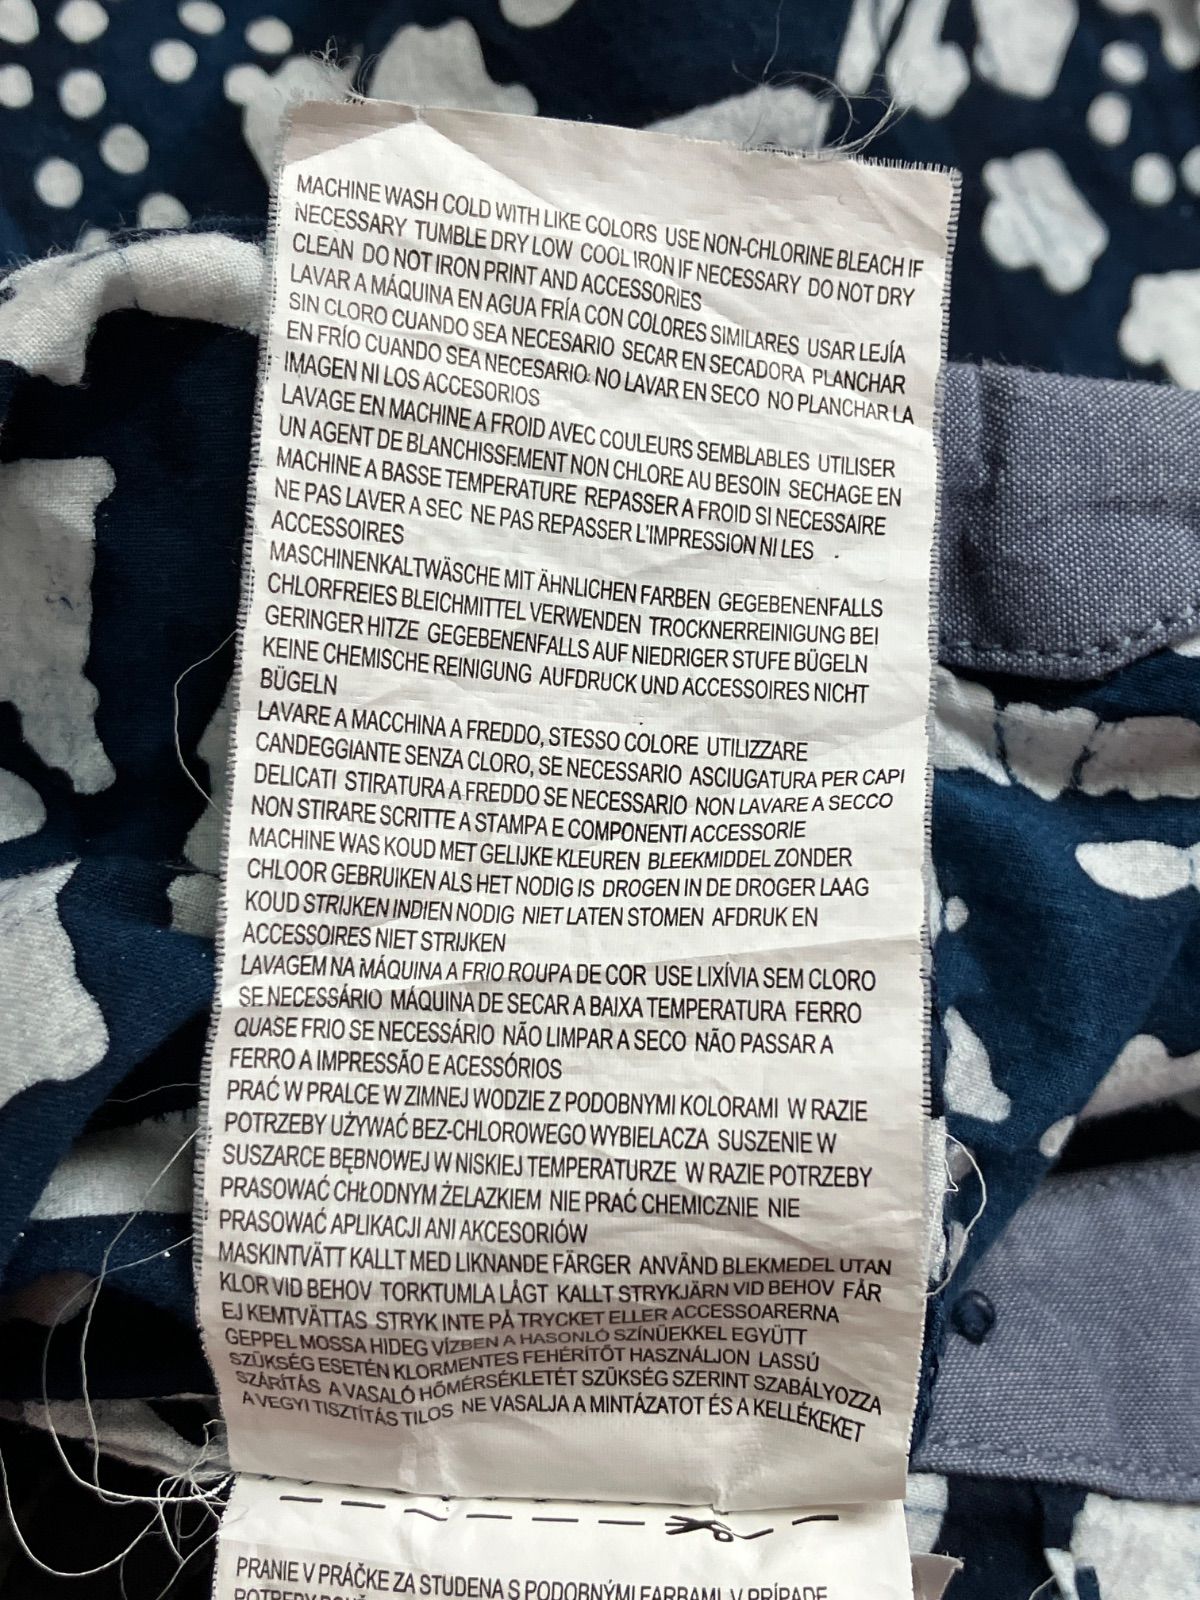 MACHINE WASH COLD WITH LIKE COLORS USE NON-CHLORINE BLEACH IF
NECESSARY TUMBLE DRY LOW COOL IRON IF NECESSARY DO NOT DRY
CLEAN DO NOT IRON PRINT AND ACCESSORIES
LAVAR A MÁQUINA EN AGUA FRÍA CON COLORES SIMILARES USAR LEJÍA
SIN CLORO CUANDO SEA NECESARIO SECAR EN SECADORA PLANCHAR
EN FRÍO CUANDO SEA NECESARIO. NO LAVAR EN SECO NO PLANCHAR LA
IMAGEN NI LOS ACCESORIOS
LAVAGE EN MACHINE A FROID AVEC COULEURS SEMBLABLES UTILISER
UN AGENT DE BLANCHISSEMENT NON CHLORE AU BESOIN SECHAGE EN
MACHINE A BASSE TEMPERATURE REPASSER A FROID SI NECESSAIRE
NE PAS LAVER A SEC NE PAS REPASSER L'IMPRESSION NI LES
ACCESSOIRES
MASCHINENKALTWÄSCHE MIT ÄHNLICHEN FARBEN GEGEBENENFALLS
CHLORFREIES BLEICHMITTEL VERWENDEN TROCKNERREINIGUNG BEI
GERINGER HITZE GEGEBENENFALLS AUF NIEDRIGER STUFE BÜGELN
KEINE CHEMISCHE REINIGUNG AUFDRUCK UND ACCESSOIRES NICHT
BÜGELN
LAVARE A MACCHINA A FREDDO, STESSO COLORE UTILIZZARE
CANDEGGIANTE SENZA CLORO, SE NECESSARIO ASCIUGATURA PER CAPI
DELICATI STIRATURA A FREDDO SE NECESSARIO NON LAVARE A SECCO
NON STIRARE SCRITTE A STAMPA E COMPONENTI ACCESSORIE
MACHINE WAS KOUD MET GELIJKE KLEUREN BLEEKMIDDEL ZONDER
CHLOOR GEBRUIKEN ALS HET NODIG IS DROGEN IN DE DROGER LAAG
KOUD STRIJKEN INDIEN NODIG NIET LATEN STOMEN AFDRUK EN
ACCESSOIRES NIET STRIJKEN
LAVAGEM NA MÁQUINA A FRIO ROUPA DE COR USE LIXÍVIA SEM CLORO
SE NECESSÁRIO MÁQUINA DE SECAR A BAIXA TEMPERATURA FERRO
QUASE FRIO SE NECESSÁRIO NÃO LIMPAR A SECO NÃO PASSAR A
FERRO A IMPRESSÃO E ACESSÓRIOS
PRAĆ W PRALCE W ZIMNEJ WODZIE Z PODOBNYMI KOLORAMI W RAZIE
POTRZEBY UŻYWAĆ BEZ-CHLOROWEGO WYBIELACZA SUSZENIE W
SUSZARCE BĘBNOWEJ W NISKIEJ TEMPERATURZE W RAZIE POTRZEBY
PRASOWAĆ CHŁODNYM ŻELAZKIEM NIE PRAĆ CHEMICZNIE NIE
PRASOWAĆ APLIKACJI ANI AKCESORIÓW
MASKINTVÄTT KALLT MED LIKNANDE FÄRGER ANVÄND BLEKMEDEL UTAN
KLOR VID BEHOV TORKTUMLA LÅGT KALLT STRYKJÄRN VID BEHOV FÅR
EJ KEMTVÄTTAS STRYK INTE PÅ TRYCKET ELLER ACCESSOARERNA
GEPPEL MOSSA HIDEG VÍZBEN A HASONLÓ SZÍNÜEKKEL EGYÜTT
SZÜKSÉG ESETÉN KLORMENTES FEHÉRÍTŐT HASZNÁLJON LASSÚ
SZÁRÍTÁS A VASALÓ HŐMÉRSÉKLETÉT SZÜKSÉG SZERINT SZABÁLYOZZA
A VEGYI TISZTÍTÁS TILOS NE VASALJA A MINTÁZATOT ÉS A KELLÉKEKET
PRANIE V PRÁČKE ZA STUDENA S PODOBNÝMI FARBAMI V PRÍPADE